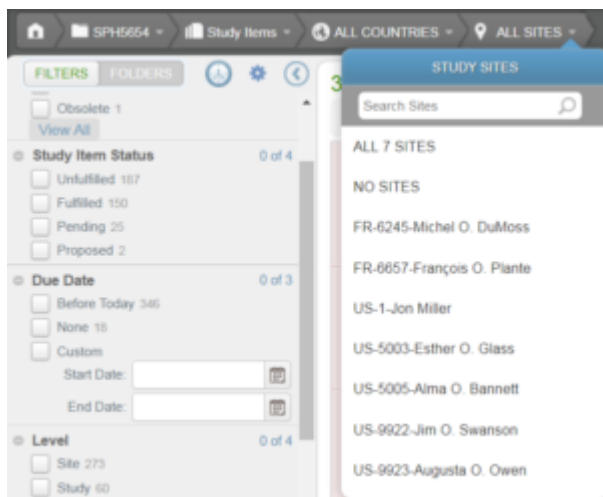 SPH5654 Study Items ALL COUNTRIES ALL SITES
FILTERS FOLDERS
Obsolete 1
View All
Study Item Status 0 of 4
Unfulfilled 187
Fulfilled 150
Pending 25
Proposed 2
Due Date 0 of 3
Before Today 346
None 18
Custom
Start Date:
End Date:
Level 0 of 4
Site 273
Study 60
3
STUDY SITES
Search Sites
ALL 7 SITES
NO SITES
FR-6245-Michel O. DuMoss
FR-6657-François O. Plante
US-1-Jon Miller
US-5003-Esther O. Glass
US-5005-Alma O. Bannett
US-9922-Jim O. Swanson
US-9923-Augusta O. Owen